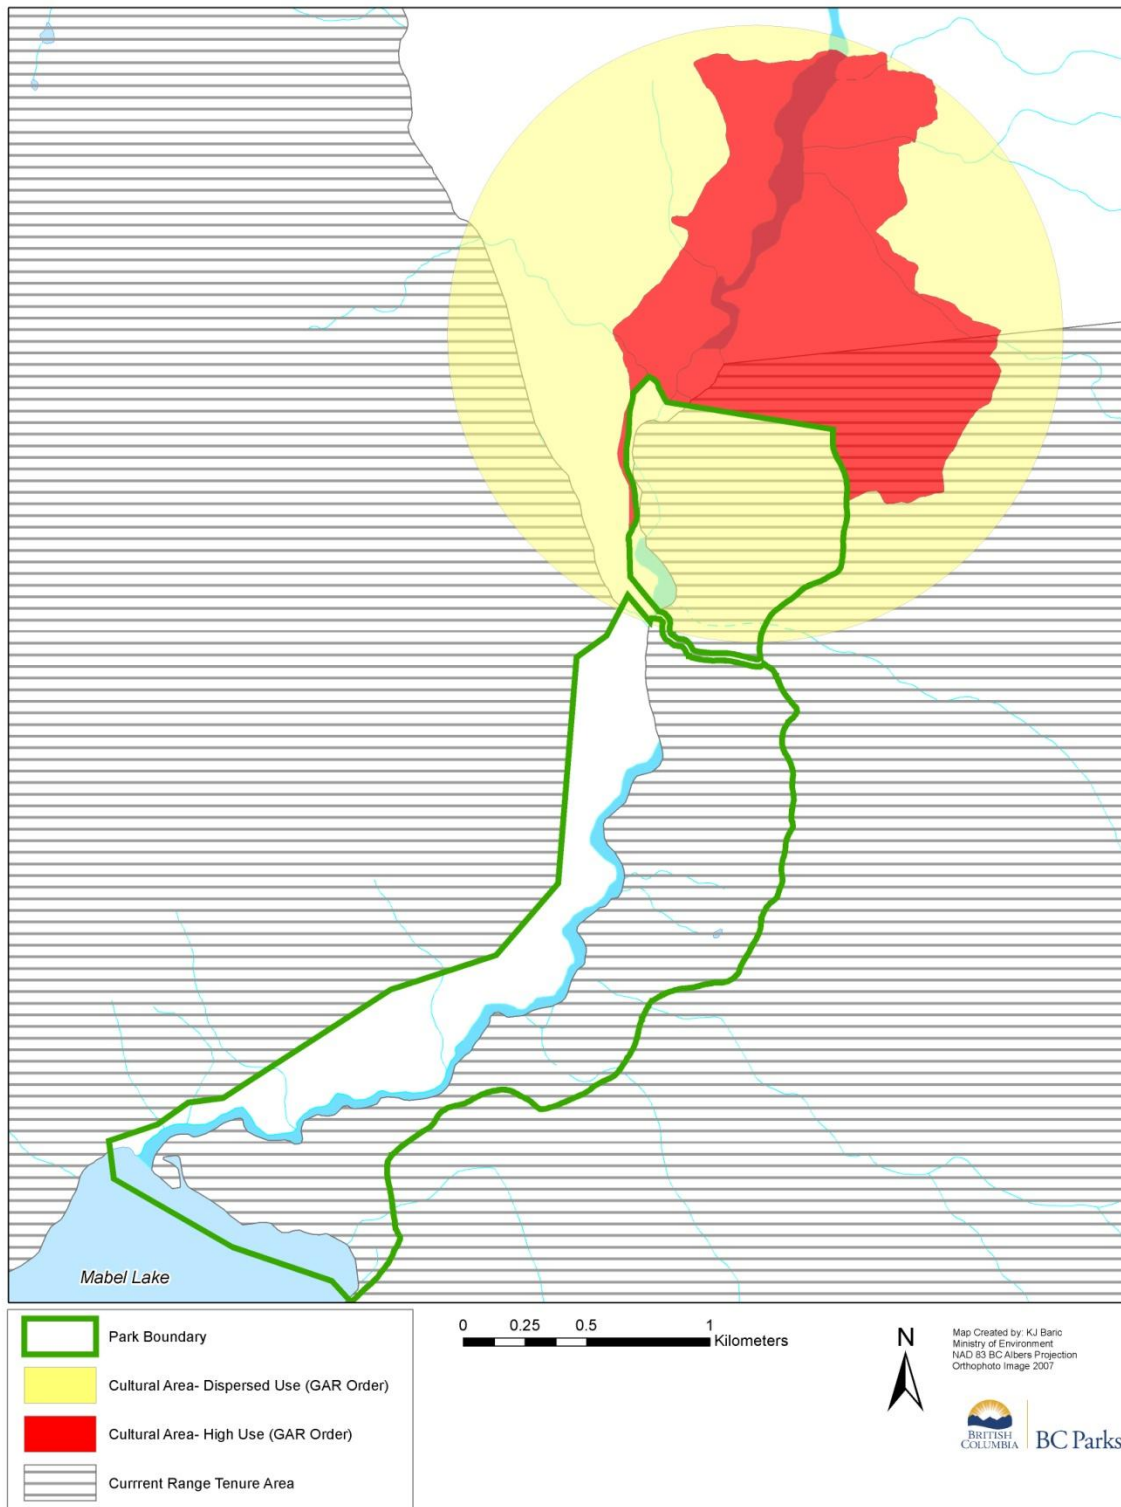 Mabel Lake
Park Boundary
Cultural Area- Dispersed Use (GAR Order)
Cultural Area- High Use (GAR Order)
Currrent Range Tenure Area
0 0.25 0.5 1
Kilometers
N
Map Created by: KJ Baric
Ministry of Environment
NAD 83 BC Albers Projection
Orthophoto Image 2007
BRITISH
COLUMBIA
BC Parks